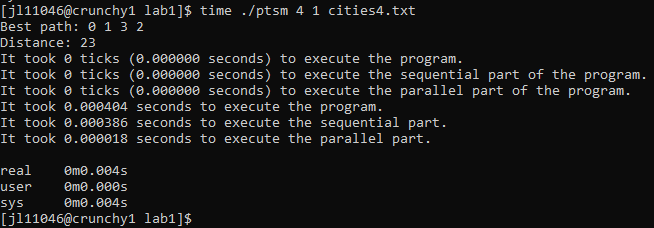 [jl11046@crunchy1 lab1]$ time ./ptsm 4 1 cities4.txt
Best path: 0 1 3 2
Distance: 23
It took 0 ticks (0.000000 seconds) to execute the program.
It took 0 ticks (0.000000 seconds) to execute the sequential part of the program.
It took 0 ticks (0.000000 seconds) to execute the parallel part of the program.
It took 0.000404 seconds to execute the program.
It took 0.000386 seconds to execute the sequential part.
It took 0.000018 seconds to execute the parallel part.
real 0m0.004s
user 0m0.000s
sys 0m0.004s
[jl11046@crunchy1 lab1]$